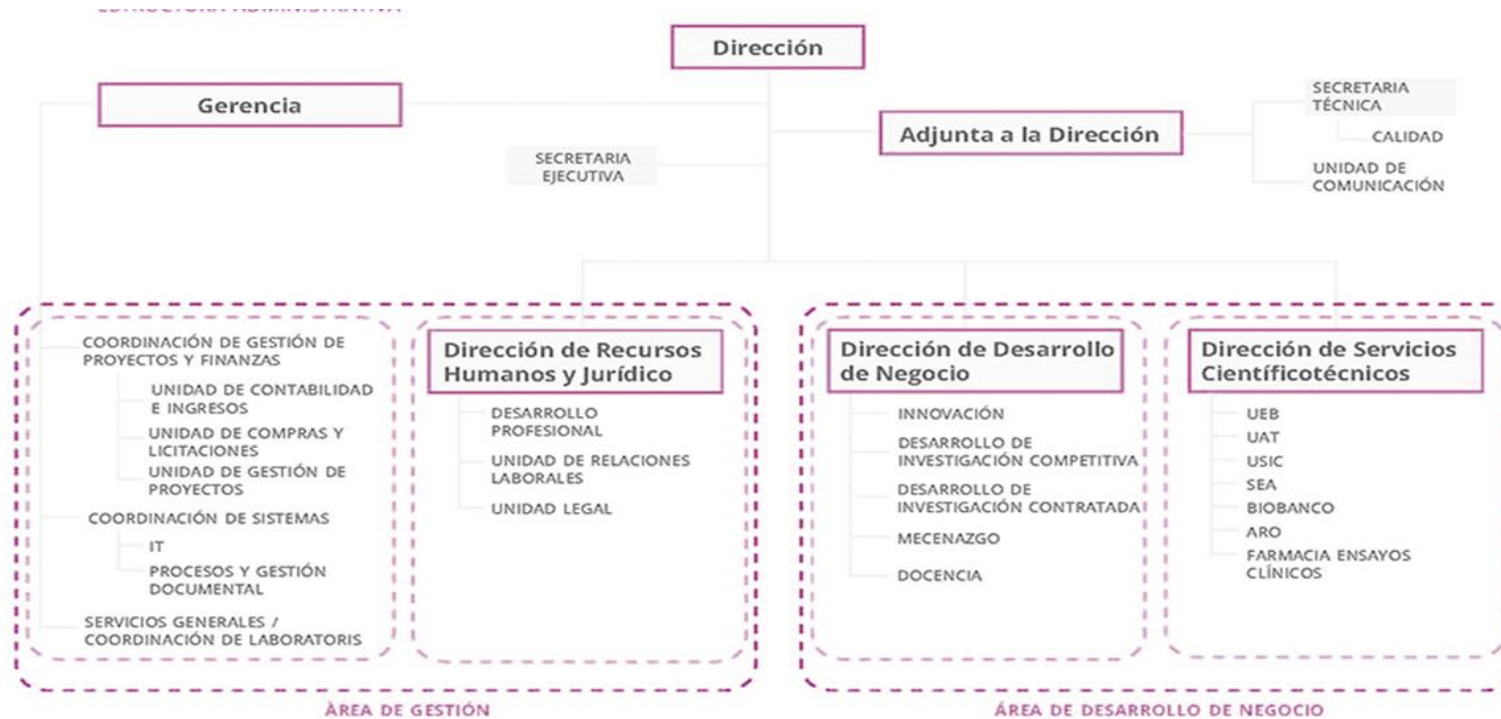 Dirección
Gerencia
SECRETARIA
TÉCNICA
Adjunta a la Dirección
CALIDAD
SECRETARIA
EJECUTIVA
UNIDAD DE
COMUNICACIÓN
COORDINACIÓN DE GESTIÓN DE
PROYECTOS Y FINANZAS
UNIDAD DE CONTABILIDAD
E INGRESOS
UNIDAD DE COMPRAS Y
LICITACIONES
UNIDAD DE GESTIÓN DE
PROYECTOS
COORDINACIÓN DE SISTEMAS
IT
PROCESOS Y GESTIÓN
DOCUMENTAL
SERVICIOS GENERALES /
COORDINACIÓN DE LABORATORIS
Dirección de Recursos
Humanos y Jurídico
DESARROLLO
PROFESIONAL
UNIDAD DE RELACIONES
LABORALES
UNIDAD LEGAL
ÀREA DE GESTIÓN
Dirección de Desarrollo
de Negocio
INNOVACIÓN
DESARROLLO DE
INVESTIGACIÓN COMPETITIVA
DESARROLLO DE
INVESTIGACIÓN CONTRATADA
MECENAZGO
DOCENCIA
Dirección de Servicios
Científicotécnicos
UEB
UAT
USIC
SEA
BIOBANCO
ARO
FARMACIA ENSAYOS
CLÍNICOS
ÁREA DE DESARROLLO DE NEGOCIO